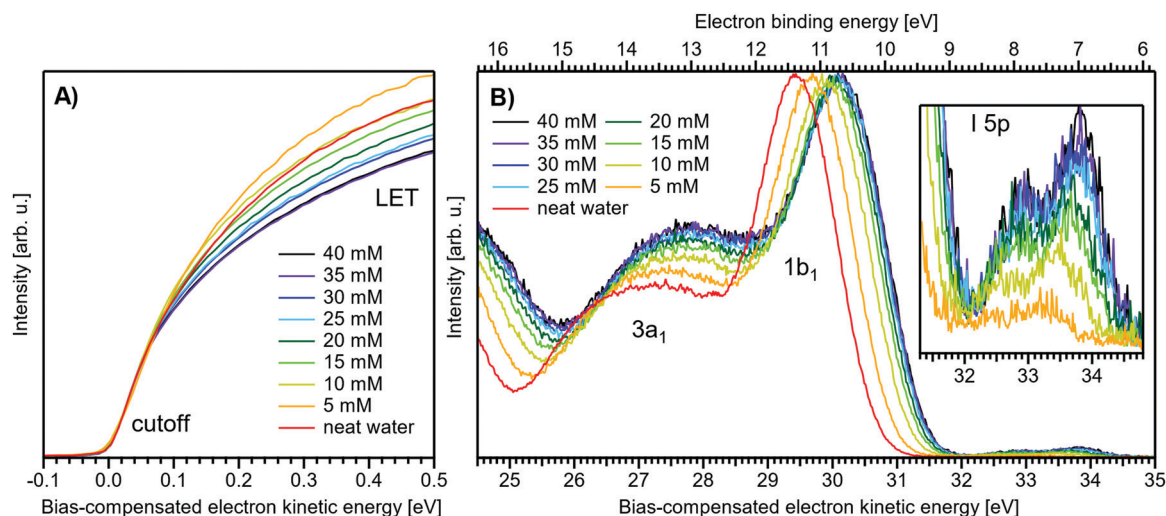 A)
Intensity [arb. u.]
LET
40 mM
35 mM
30 mM
25 mM
20 mM
15 mM
10 mM
5 mM
neat water
cutoff
-0.1 0.0 0.1 0.2 0.3 0.4 0.5
Bias-compensated electron kinetic energy [eV]
Electron binding energy [eV]
16 15 14 13 12 11 10 9 8 7 6
B)
Intensity [arb. u.]
40 mM 20 mM
35 mM 15 mM
30 mM 10 mM
25 mM 5 mM
neat water
3a₁
1b₁
I 5p
32 33 34
25 26 27 28 29 30 31 32 33 34 35
Bias-compensated electron kinetic energy [eV]